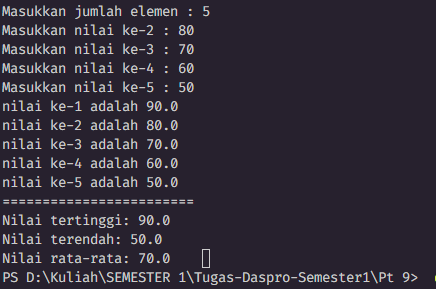 Masukkan jumlah elemen : 5
Masukkan nilai ke-2 : 80
Masukkan nilai ke-3 : 70
Masukkan nilai ke-4 : 60
Masukkan nilai ke-5 : 50
nilai ke-1 adalah 90.0
nilai ke-2 adalah 80.0
nilai ke-3 adalah 70.0
nilai ke-4 adalah 60.0
nilai ke-5 adalah 50.0
========================
Nilai tertinggi: 90.0
Nilai terendah: 50.0
Nilai rata-rata: 70.0
PS D:\Kuliah\SEMESTER 1\Tugas-Daspro-Semester1\Pt 9>